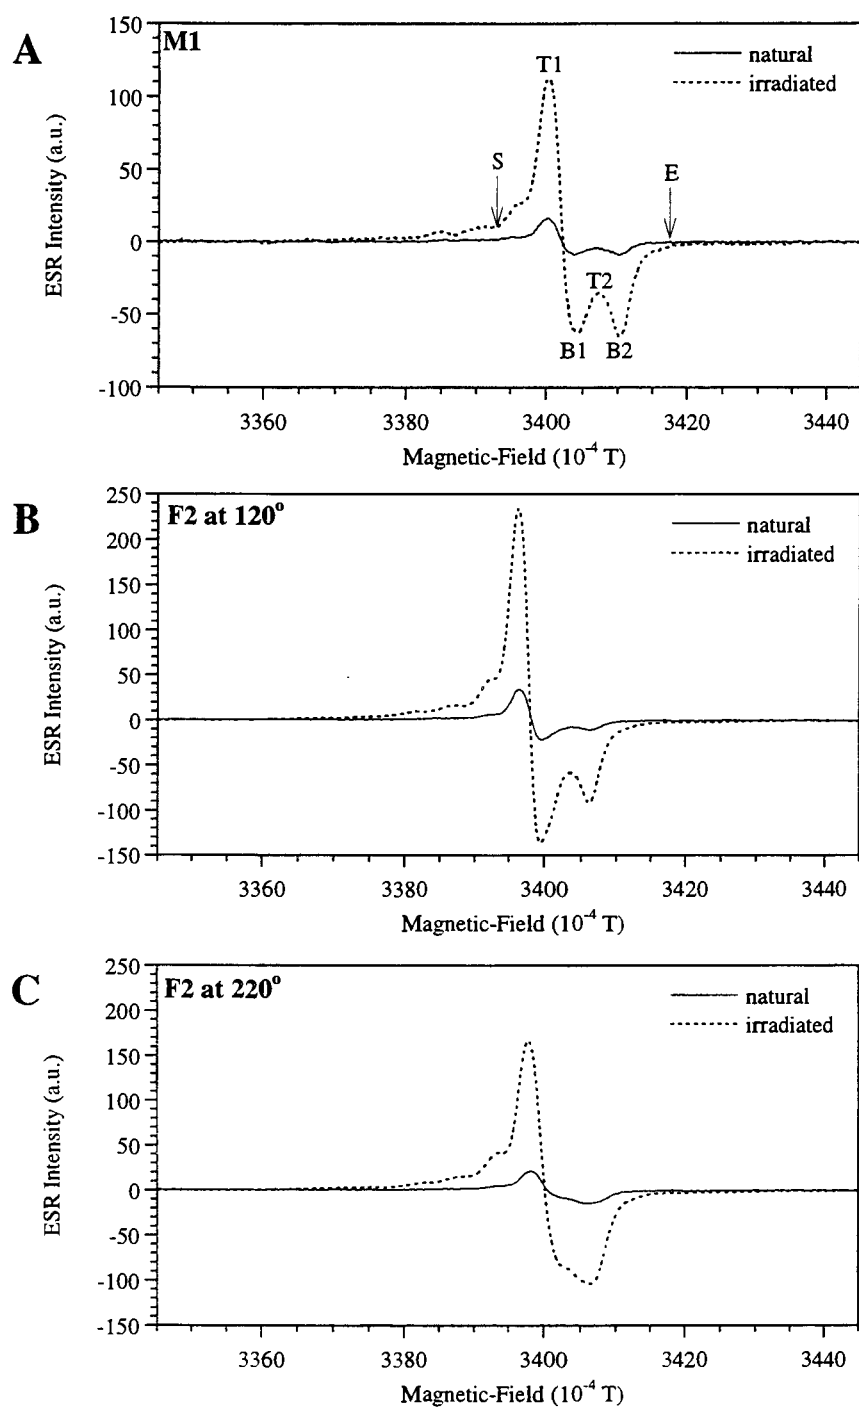 A
M1
natural
irradiated
T1
S
E
T2
B1
B2
150
100
50
0
-50
-100
ESR Intensity (a.u.)
3360 3380 3400 3420 3440
Magnetic-Field (10⁻⁴ T)
B
F2 at 120°
natural
irradiated
250
200
150
100
50
0
-50
-100
-150
ESR Intensity (a.u.)
3360 3380 3400 3420 3440
Magnetic-Field (10⁻⁴ T)
C
F2 at 220°
natural
irradiated
250
200
150
100
50
0
-50
-100
-150
ESR Intensity (a.u.)
3360 3380 3400 3420 3440
Magnetic-Field (10⁻⁴ T)